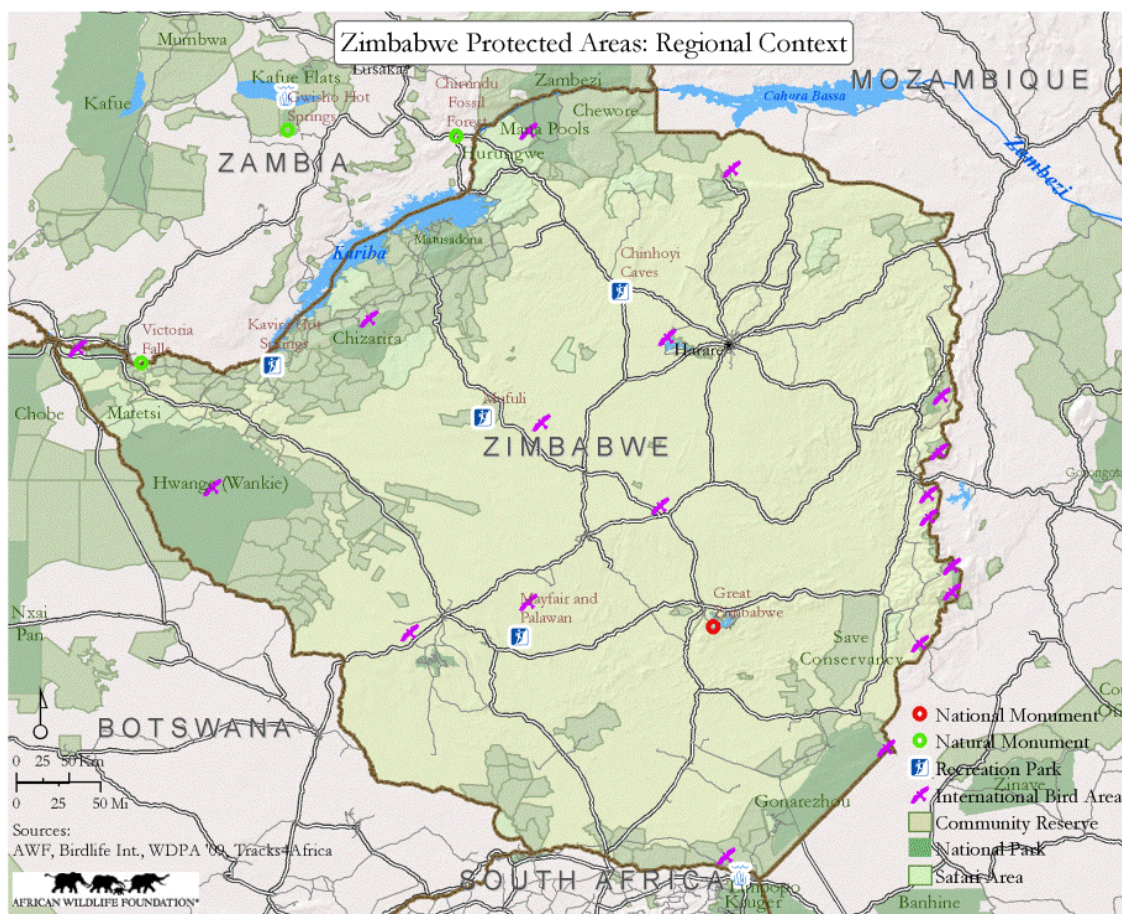 Zimbabwe Protected Areas: Regional Context
Mumbwa
Kafue Flats
Lusaka
Kafue
Gwisho Hot
Springs
Chirundu
Fossil
Forest
Zambezi
Chewore
Mana Pools
Hurungwe
MOZAMBIQUE
Cahora Bassa
Zambezi
ZAMBIA
Kariba
Matusadona
Chinhoyi
Caves
Victoria
Falls
Kavira Hot
Springs
Chizarira
Harare
Chobe
Matetsi
Mufuli
ZIMBABWE
Hwange (Wankie)
Gorongosa
Nxai
Pan
Mayfair and
Palawan
Great
Zimbabwe
Save
Conservancy
BOTSWANA
Gonarezhou
Zinave
SOUTH AFRICA
Limpopo
Kruger
Banhine
National Monument
Natural Monument
Recreation Park
International Bird Area
Community Reserve
National Park
Safari Area
0 25 50 Km
0 25 50 Mi
Sources:
AWF, Birdlife Int., WDPA '09, Tracks4Africa
AFRICAN WILDLIFE FOUNDATION®